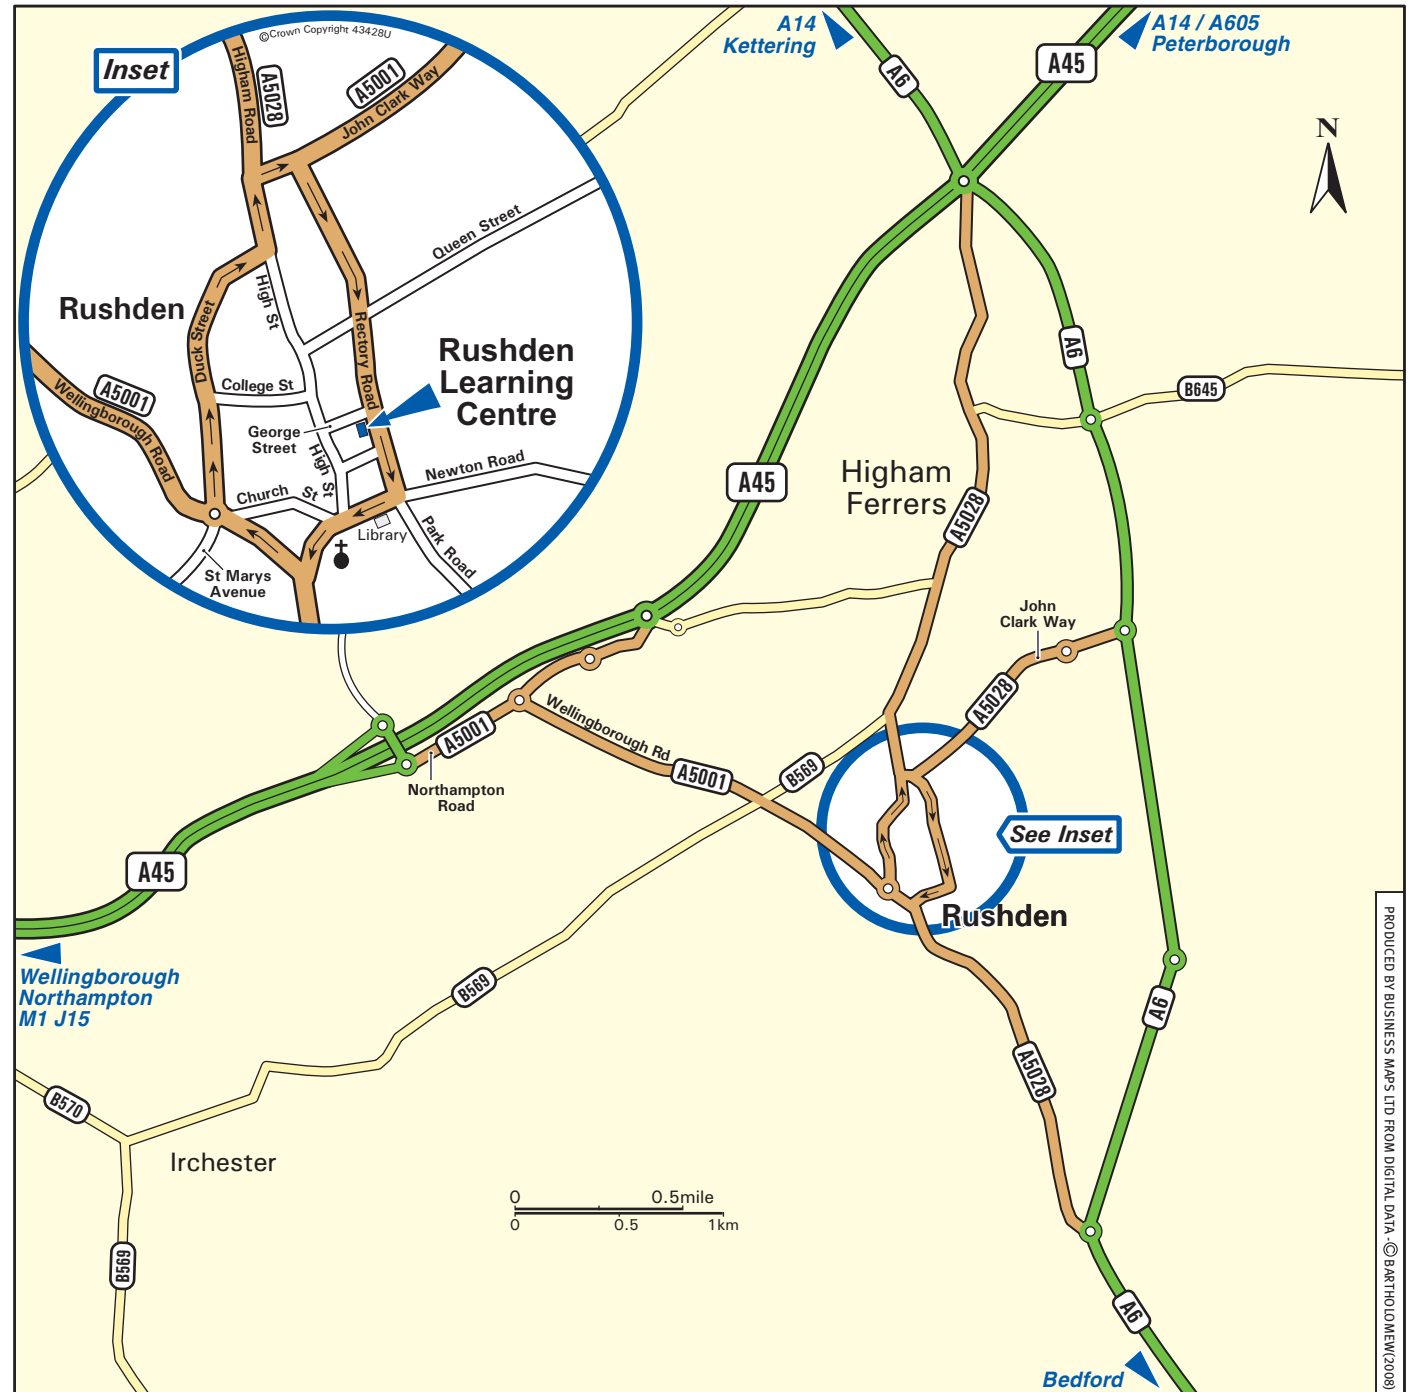 ©Crown Copyright 43428U
Inset
Higham Road
A5028
A5001
John Clark Way
Queen Street
Rushden
High St
Duck Street
Rectory Road
Rushden
Learning
Centre
College St
A5001
Wellingborough Road
George
Street
High St
Newton Road
Church St
Library
Park Road
St Marys
Avenue
A14
Kettering
A14 / A605
Peterborough
A6
A45
N
A6
B645
Higham
Ferrers
A45
A5028
John
Clark Way
A5028
Wellingborough Rd
A5001
A5001
B569
Northampton
Road
See Inset
A45
Rushden
Wellingborough
Northampton
M1 J15
B569
A6
A5028
B570
Irchester
0 0.5mile
0 0.5 1km
B569
A6
Bedford
PRODUCED BY BUSINESS MAPS LTD FROM DIGITAL DATA - © BARTHOLOMEW(2008)